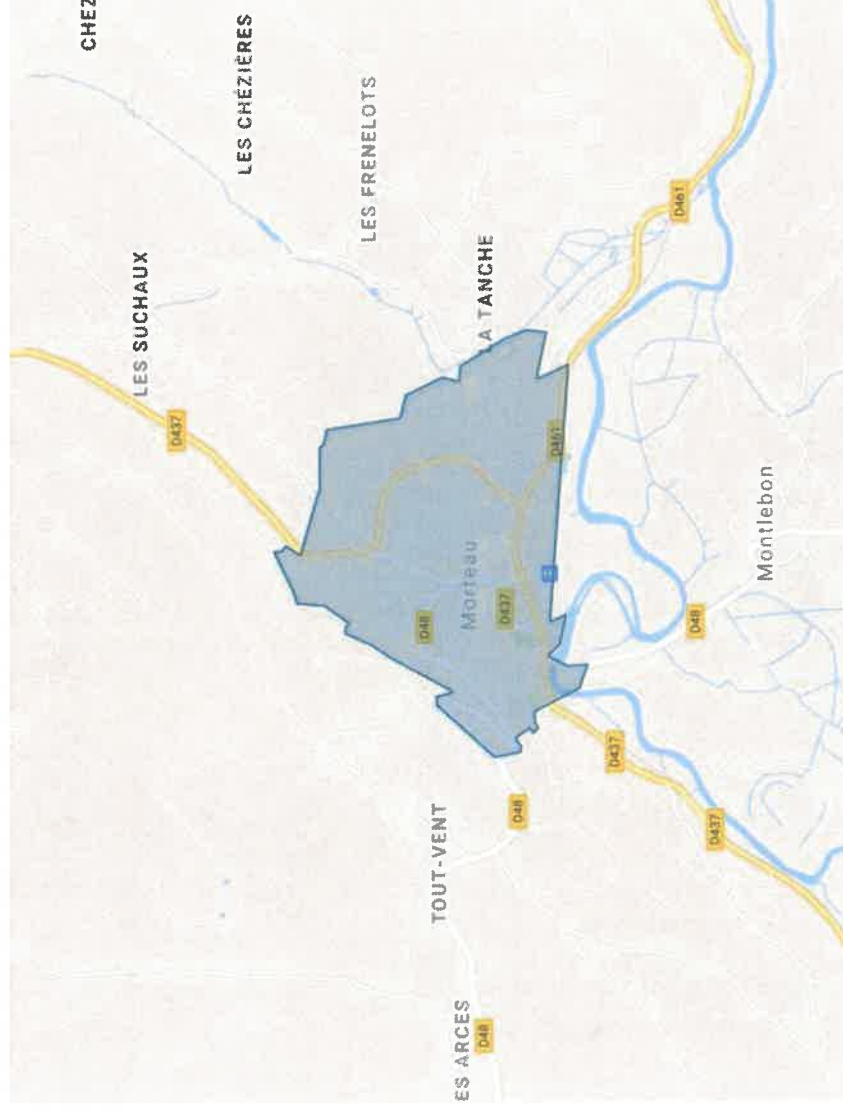 CHEZ
LES CHÉZIÈRES
LES FRENELOTS
LES SUCHAUX
LA TANCHE
D437
D461
D461
Morteau
D48
D437
Montlebon
D48
D437
D437
TOUT-VENT
D48
ES ARCES
D48